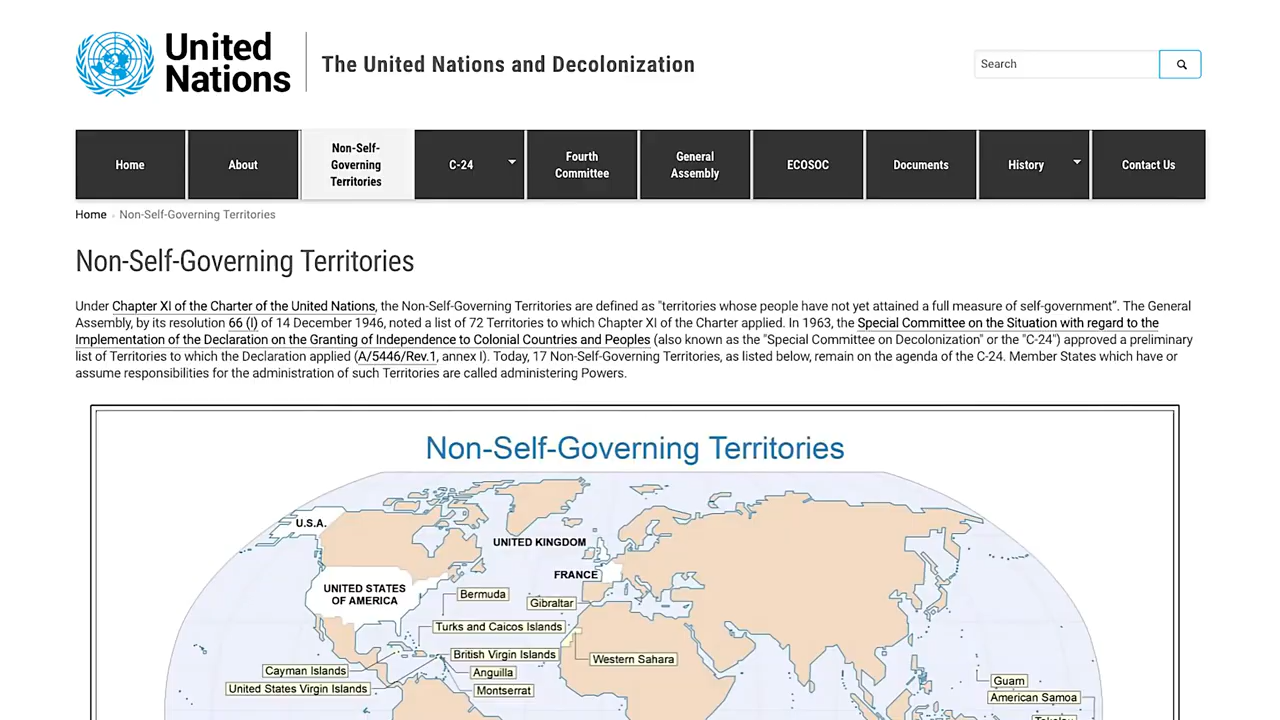 United
Nations
The United Nations and Decolonization
Search
Home
About
Non-Self-
Governing
Territories
C-24
Fourth
Committee
General
Assembly
ECOSOC
Documents
History
Contact Us
Home Non-Self-Governing Territories
Non-Self-Governing Territories
Under Chapter XI of the Charter of the United Nations, the Non-Self-Governing Territories are defined as "territories whose people have not yet attained a full measure of self-government”. The General
Assembly, by its resolution 66 (I) of 14 December 1946, noted a list of 72 Territories to which Chapter XI of the Charter applied. In 1963, the Special Committee on the Situation with regard to the
Implementation of the Declaration on the Granting of Independence to Colonial Countries and Peoples (also known as the "Special Committee on Decolonization" or the "C-24") approved a preliminary
list of Territories to which the Declaration applied (A/5446/Rev.1, annex I). Today, 17 Non-Self-Governing Territories, as listed below, remain on the agenda of the C-24. Member States which have or
assume responsibilities for the administration of such Territories are called administering Powers.
Non-Self-Governing Territories
U.S.A.
UNITED KINGDOM
FRANCE
UNITED STATES
OF AMERICA
Bermuda
Gibraltar
Turks and Caicos Islands
British Virgin Islands
Western Sahara
Cayman Islands
Anguilla
United States Virgin Islands
Montserrat
Guam
American Samoa
Tokelau